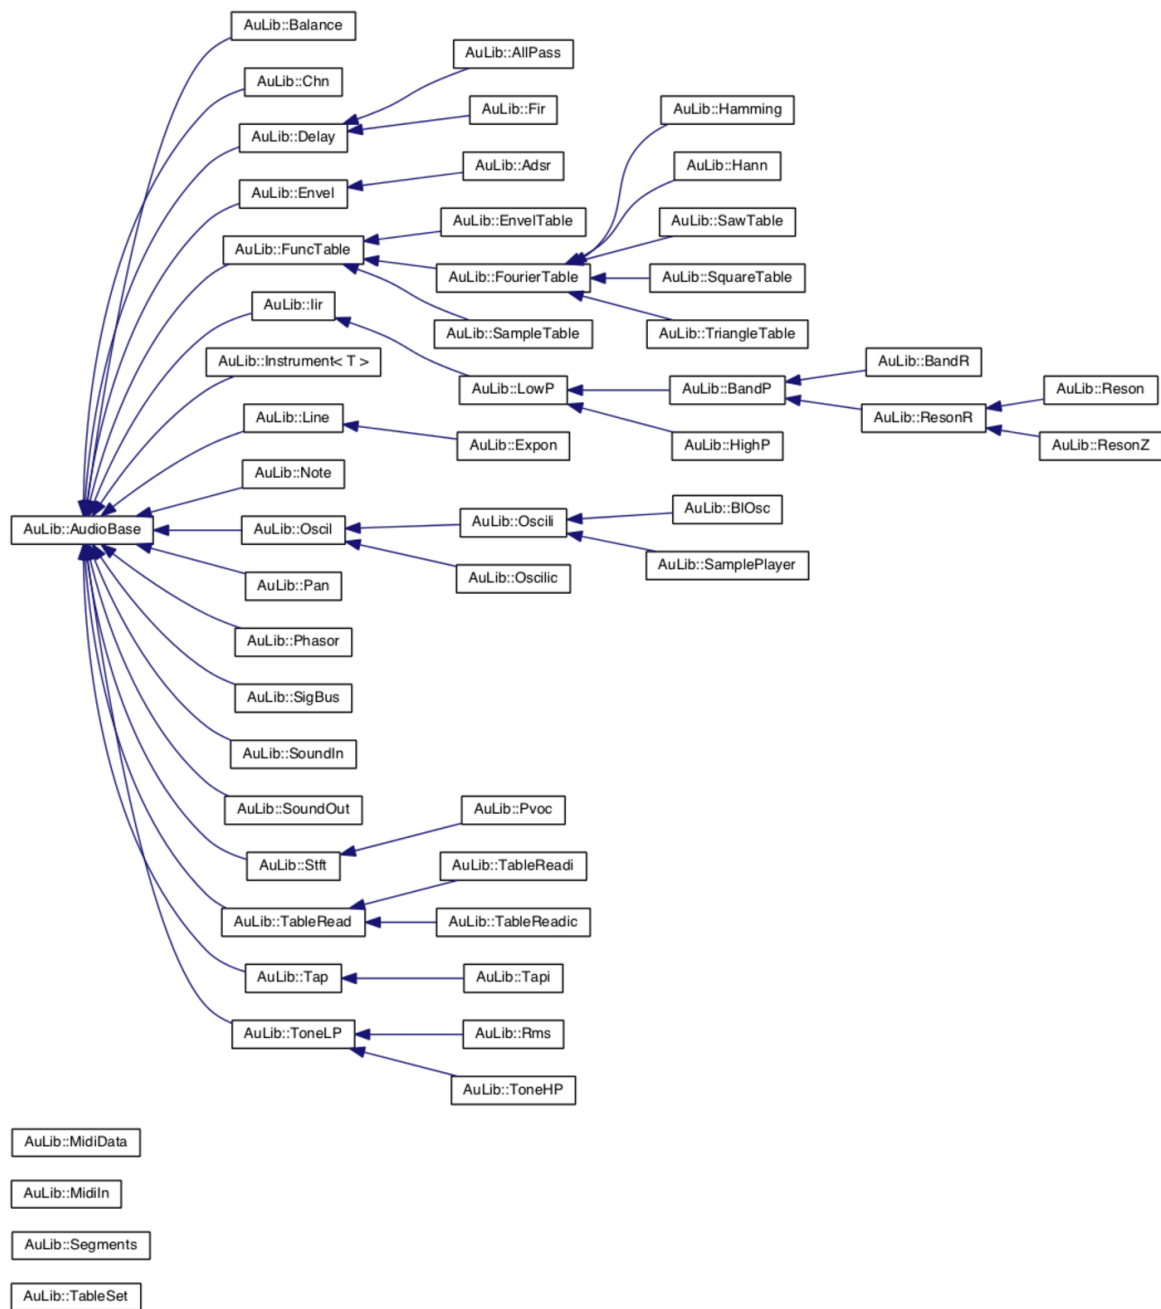 AuLib::Balance
AuLib::AllPass
AuLib::Chn
AuLib::Fir
AuLib::Hamming
AuLib::Delay
AuLib::Adsr
AuLib::Hann
AuLib::Envel
AuLib::EnvelTable
AuLib::SawTable
AuLib::FuncTable
AuLib::FourierTable
AuLib::SquareTable
AuLib::Iir
AuLib::SampleTable
AuLib::TriangleTable
AuLib::Instrument< T >
AuLib::BandR
AuLib::LowP
AuLib::BandP
AuLib::Reson
AuLib::Line
AuLib::ResonR
AuLib::Expon
AuLib::HighP
AuLib::ResonZ
AuLib::Note
AuLib::BlOsc
AuLib::AudioBase
AuLib::Oscil
AuLib::Oscili
AuLib::SamplePlayer
AuLib::Pan
AuLib::Oscilic
AuLib::Phasor
AuLib::SigBus
AuLib::SoundIn
AuLib::SoundOut
AuLib::Pvoc
AuLib::Stft
AuLib::TableReadi
AuLib::TableRead
AuLib::TableReadic
AuLib::Tap
AuLib::Tapi
AuLib::ToneLP
AuLib::Rms
AuLib::ToneHP
AuLib::MidiData
AuLib::MidiIn
AuLib::Segments
AuLib::TableSet